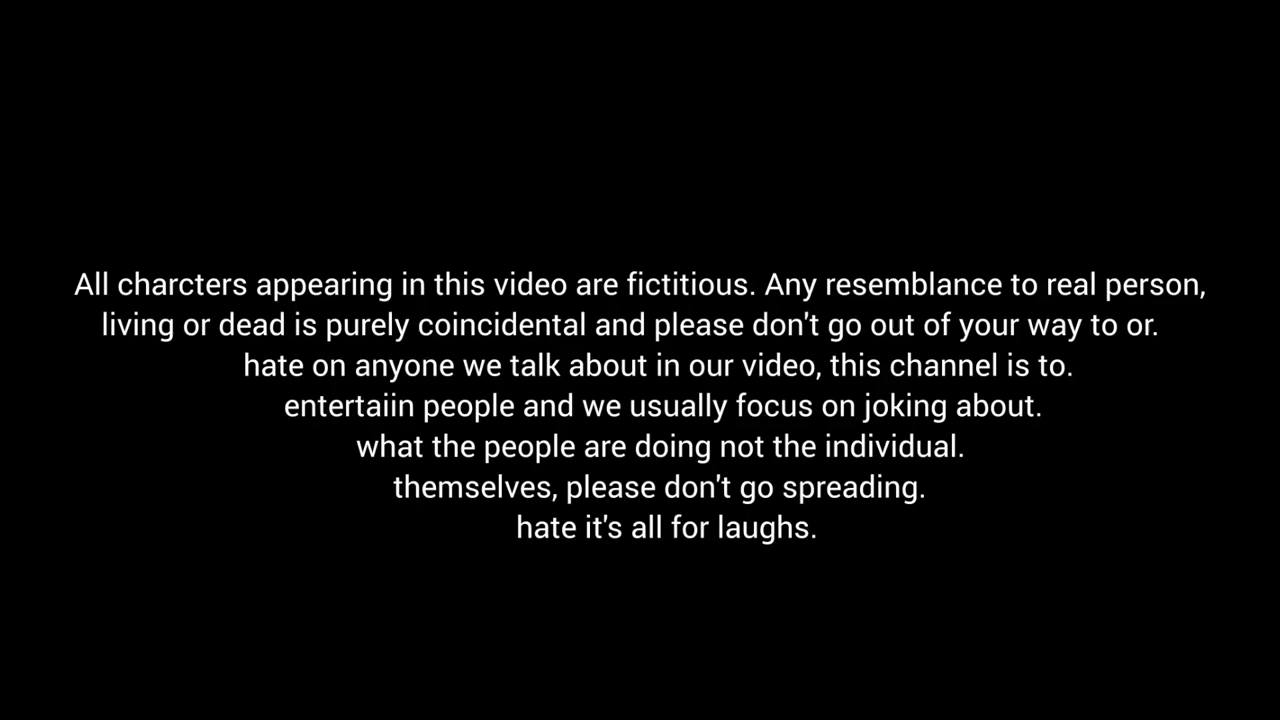 All charcters appearing in this video are fictitious. Any resemblance to real person,
living or dead is purely coincidental and please don't go out of your way to or.
hate on anyone we talk about in our video, this channel is to.
entertaiin people and we usually focus on joking about.
what the people are doing not the individual.
themselves, please don't go spreading.
hate it's all for laughs.